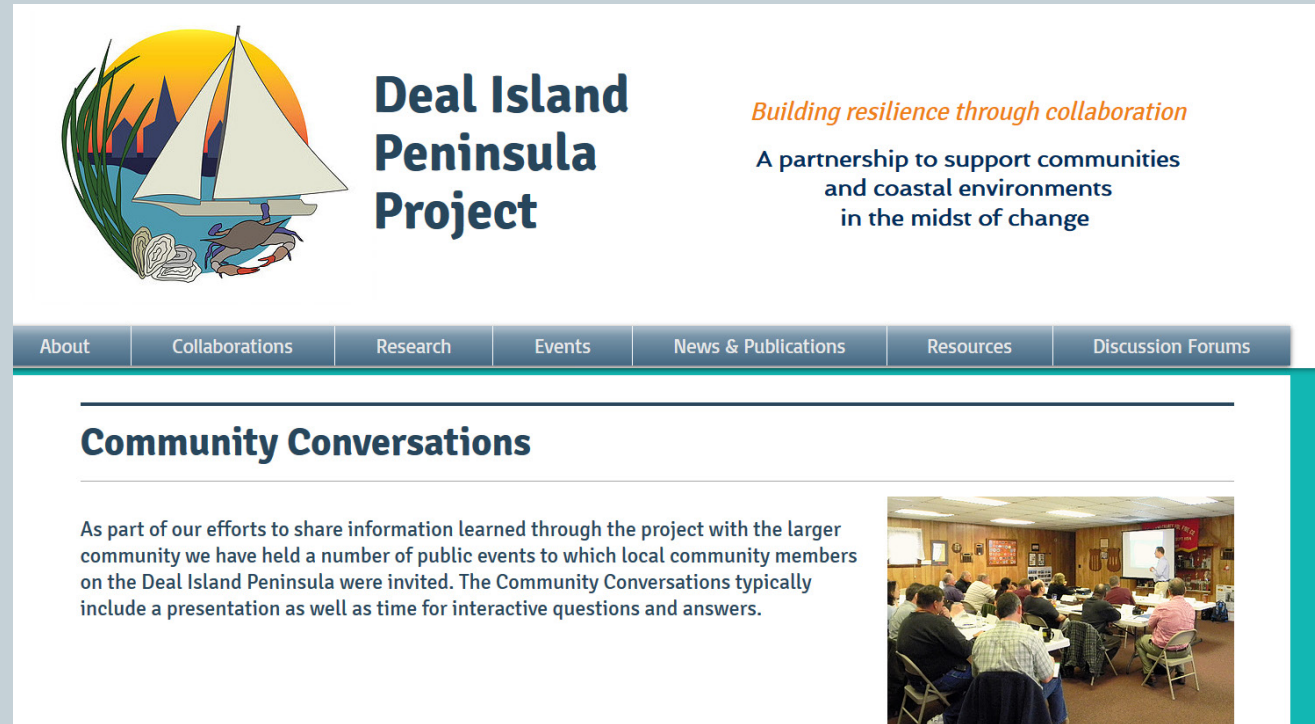 Deal Island
Peninsula
Project
Building resilience through collaboration
A partnership to support communities
and coastal environments
in the midst of change
About Collaborations Research Events News & Publications Resources Discussion Forums
Community Conversations
As part of our efforts to share information learned through the project with the larger
community we have held a number of public events to which local community members
on the Deal Island Peninsula were invited. The Community Conversations typically
include a presentation as well as time for interactive questions and answers.